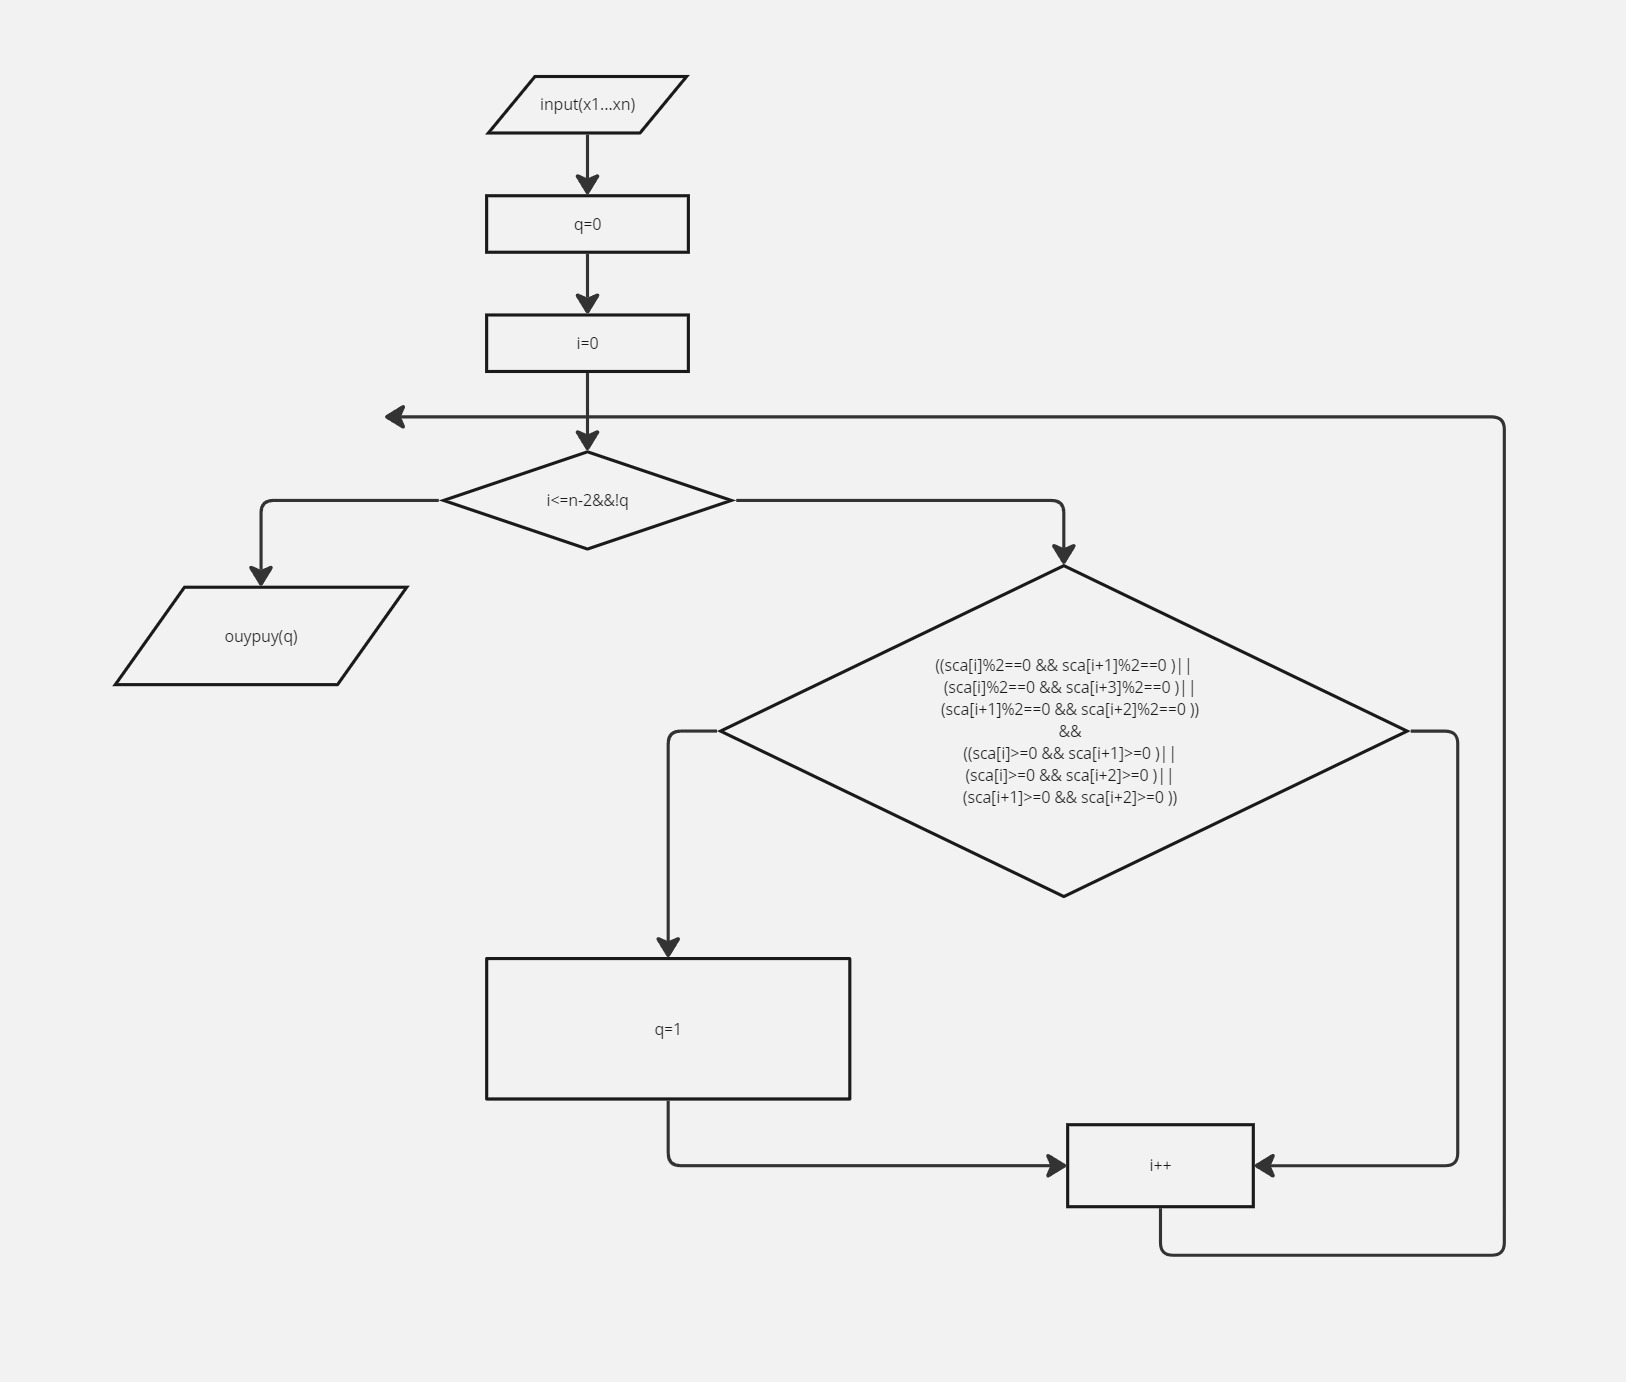 input(x1...xn)
q=0
i=0
i<=n-2&&!q
ouypuy(q)
((sca[i]%2==0 && sca[i+1]%2==0 )||
(sca[i]%2==0 && sca[i+3]%2==0 )||
(sca[i+1]%2==0 && sca[i+2]%2==0 ))
&&
((sca[i]>=0 && sca[i+1]>=0 )||
(sca[i]>=0 && sca[i+2]>=0 )||
(sca[i+1]>=0 && sca[i+2]>=0 ))
q=1
i++